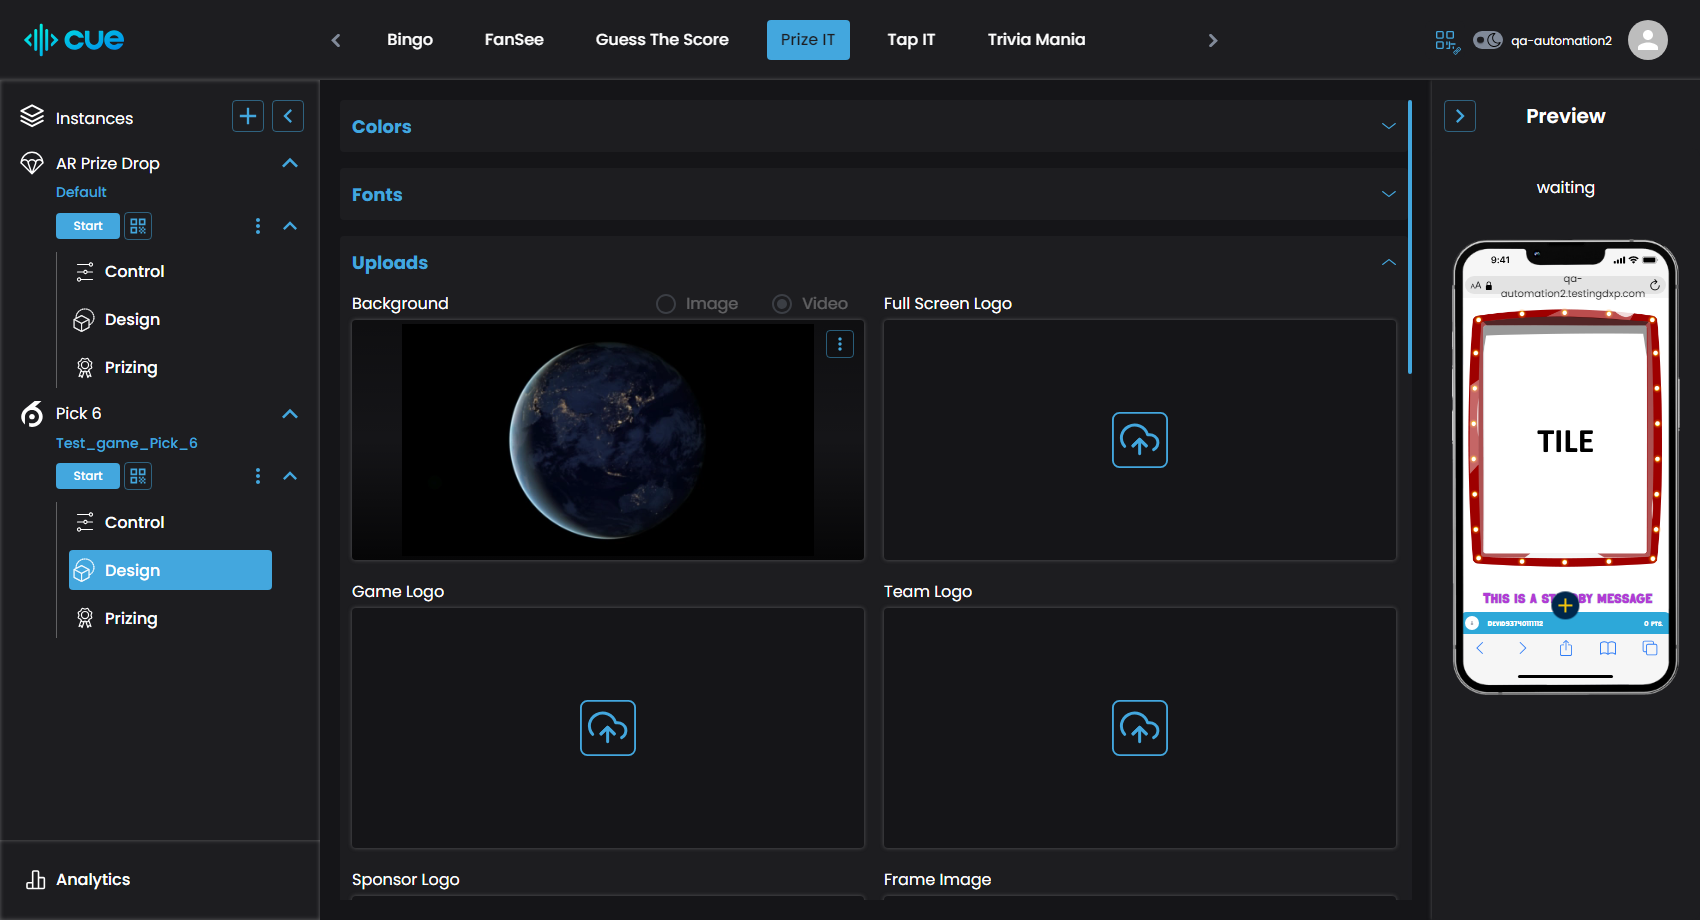 cue
Bingo
FanSee
Guess The Score
Prize IT
Tap IT
Trivia Mania
qa-automation2
Instances
AR Prize Drop
Default
Start
Control
Design
Prizing
Pick 6
Test_game_Pick_6
Start
Control
Design
Prizing
Analytics
Colors
Fonts
Uploads
Background
Image
Video
Full Screen Logo
Game Logo
Team Logo
Sponsor Logo
Frame Image
Preview
waiting
9:41
AA
qa-
automation2.testingdxp.com
TILE
THIS IS A ST BY MESSAGE
0 PTS.